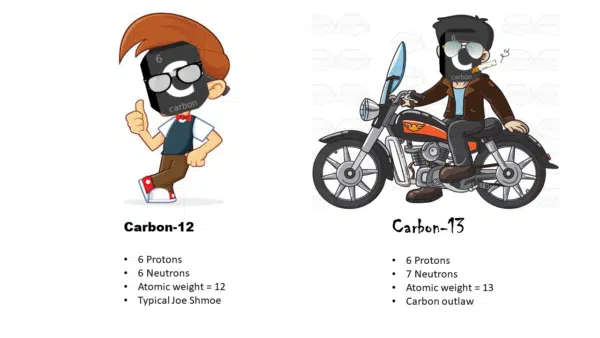 6
C
carbon
6
C
carbon
Carbon-12
• 6 Protons
• 6 Neutrons
• Atomic weight = 12
• Typical Joe Shmoe
Carbon-13
• 6 Protons
• 7 Neutrons
• Atomic weight = 13
• Carbon outlaw